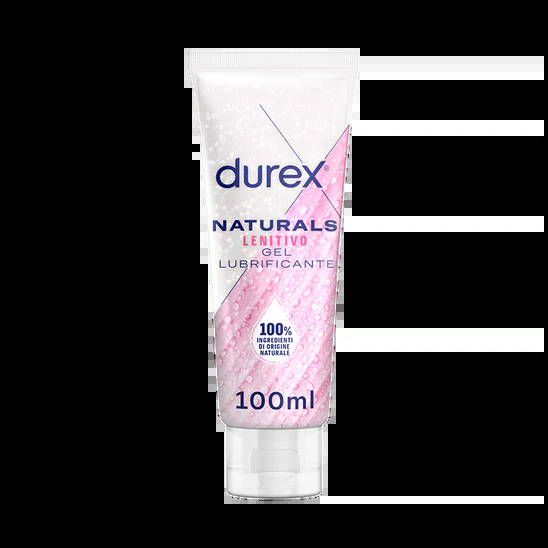 durex®
NATURALS
LENITIVO
GEL
LUBRIFICANTE
100%
INGREDIENTI
DI ORIGINE
NATURALE
100ml